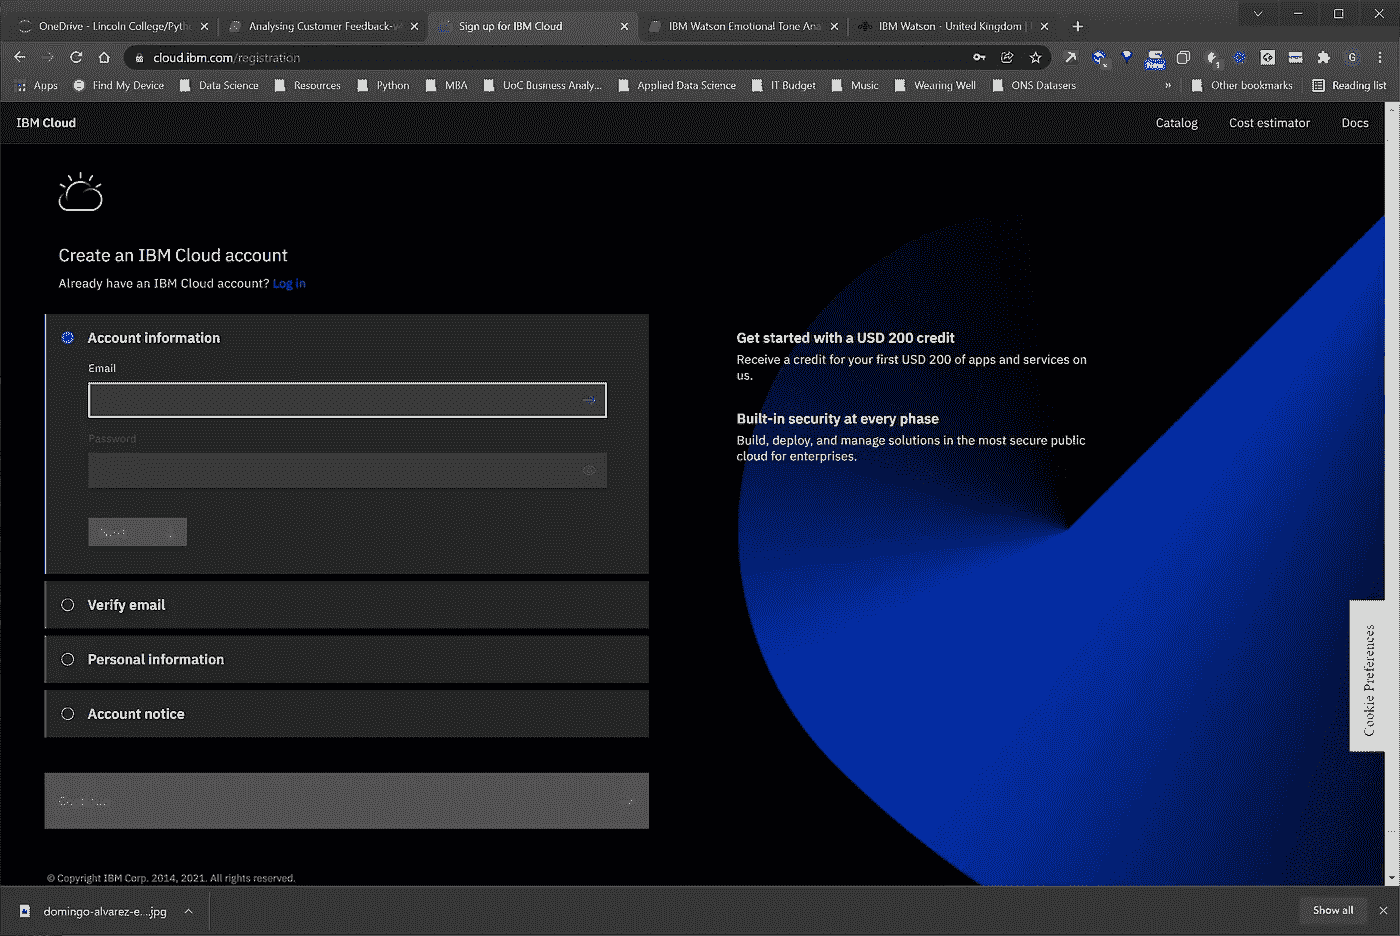 OneDrive - Lincoln College/Pyth
Analysing Customer Feedback-w
Sign up for IBM Cloud
IBM Watson Emotional Tone Ana
IBM Watson - United Kingdom |
cloud.ibm.com/registration
New
Apps
Find My Device
Data Science
Resources
Python
MBA
UoC Business Analy...
Applied Data Science
IT Budget
Music
Wearing Well
ONS Datasers
»
Other bookmarks
Reading list
IBM Cloud
Catalog
Cost estimator
Docs
Create an IBM Cloud account
Already have an IBM Cloud account? Log in
Account information
Email
Password
Verify email
Personal information
Account notice
Get started with a USD 200 credit
Receive a credit for your first USD 200 of apps and services on
us.
Built-in security at every phase
Build, deploy, and manage solutions in the most secure public
cloud for enterprises.
Cookie Preferences
© Copyright IBM Corp. 2014, 2021. All rights reserved.
domingo-alvarez-e....jpg
Show all